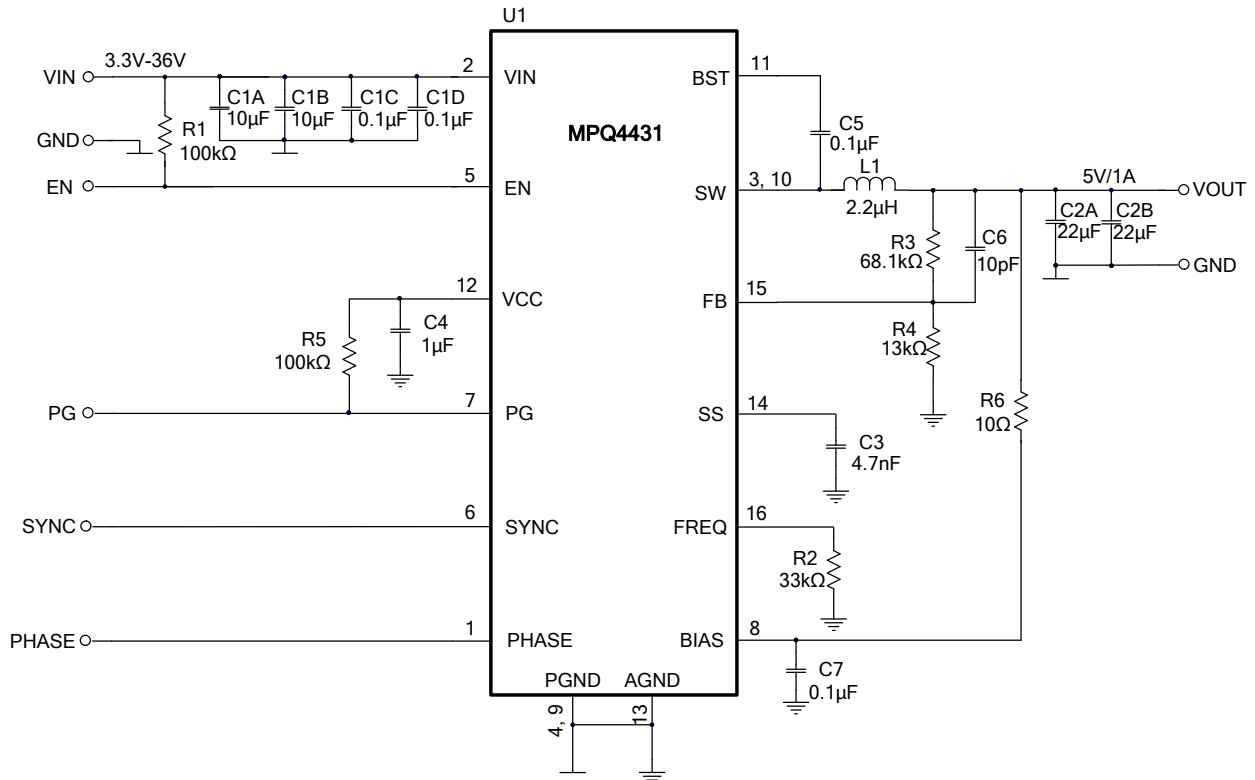 U1
VIN
3.3V-36V
2
VIN
C1A
10µF
C1B
10µF
C1C
0.1µF
C1D
0.1µF
GND
R1
100kΩ
EN
5
EN
MPQ4431
BST
11
C5
0.1µF
L1
2.2µH
SW
3, 10
5V/1A
VOUT
C2A
22µF
C2B
22µF
GND
R3
68.1kΩ
C6
10pF
FB
15
R4
13kΩ
12
VCC
C4
1µF
R5
100kΩ
PG
7
PG
SS
14
C3
4.7nF
R6
10Ω
SYNC
6
SYNC
FREQ
16
R2
33kΩ
PHASE
1
PHASE
BIAS
8
C7
0.1µF
PGND
AGND
4, 9
13